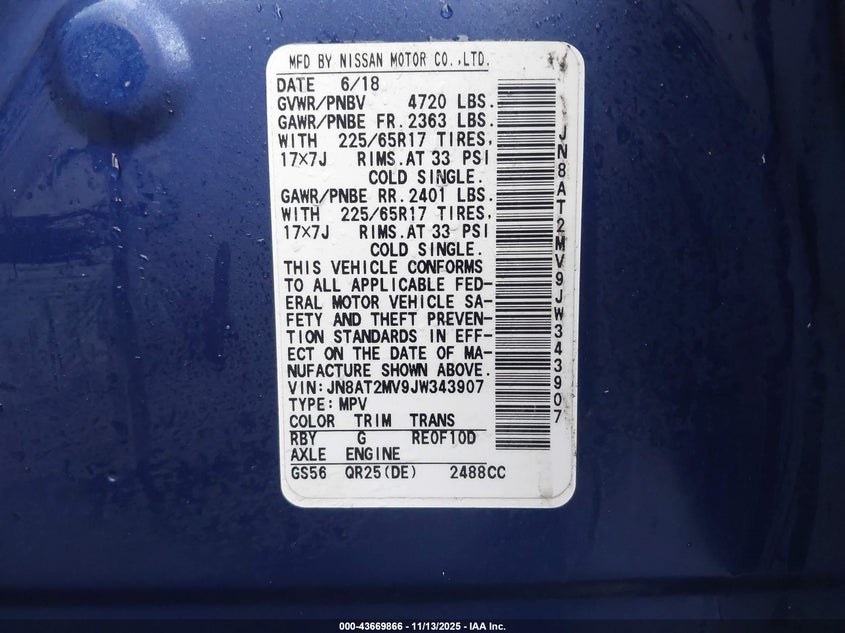 MFD BY NISSAN MOTOR CO.,LTD.
DATE 6/18
GVWR/PNBV 4720 LBS.
GAWR/PNBE FR.2363 LBS.
WITH 225/65R17 TIRES,
17×7J RIMS.AT 33 PSI
COLD SINGLE.
GAWR/PNBE RR.2401 LBS.
WITH 225/65R17 TIRES,
17×7J RIMS.AT 33 PSI
COLD SINGLE.
THIS VEHICLE CONFORMS
TO ALL APPLICABLE FED-
ERAL MOTOR VEHICLE SA-
FETY AND THEFT PREVEN-
TION STANDARDS IN EFF-
ECT ON THE DATE OF MA-
NUFACTURE SHOWN ABOVE.
VIN:JN8AT2MV9JW343907
TYPE:MPV
COLOR TRIM TRANS
RBY G RE0F10D
AXLE ENGINE
GS56 QR25(DE) 2488CC
JN8AT2MV9JW343907
000-43669866 - 11/13/2025 - IAA Inc.